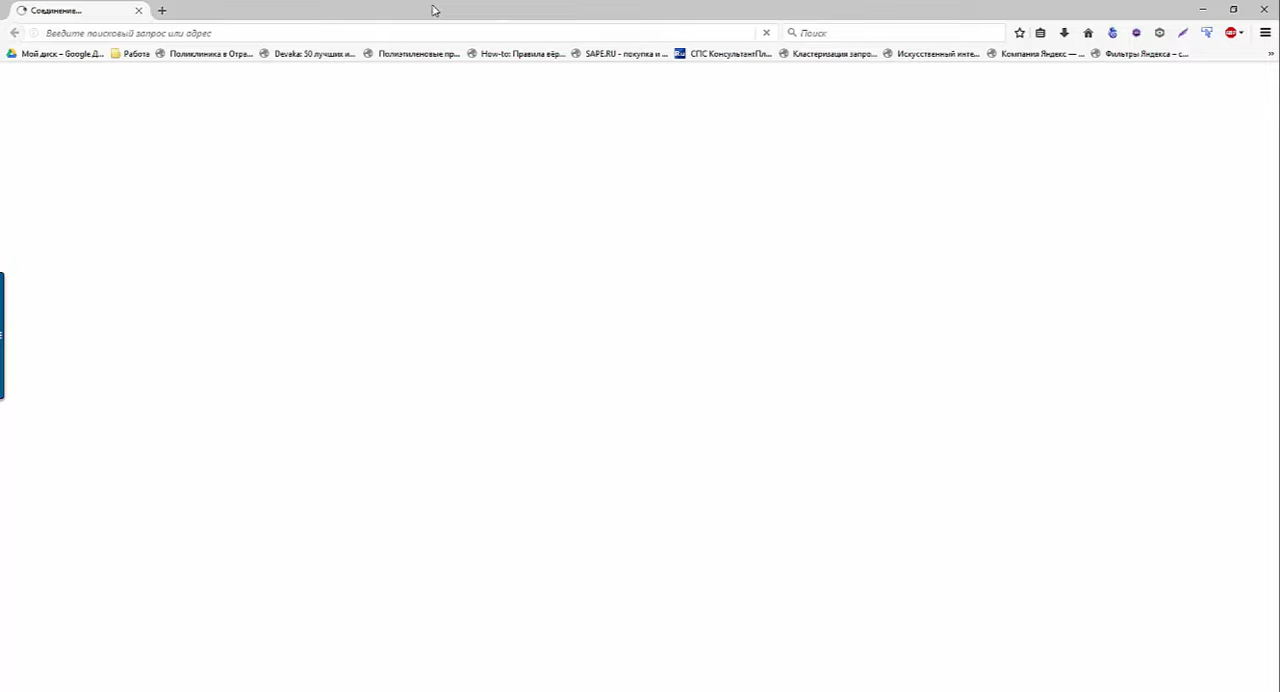 Соединение...
Введите поисковый запрос или адрес
Поиск
Мой диск – Google Д... Работа Поликлиника в Отра... Devaka: 50 лучших и... Полиэтиленовые пр... How-to: Правила вёр... SAPE.RU - покупка и ... СПС КонсультантПл... Кластеризация запро... Искусственный инте... Компания Яндекс — ... Фильтры Яндекса – с...